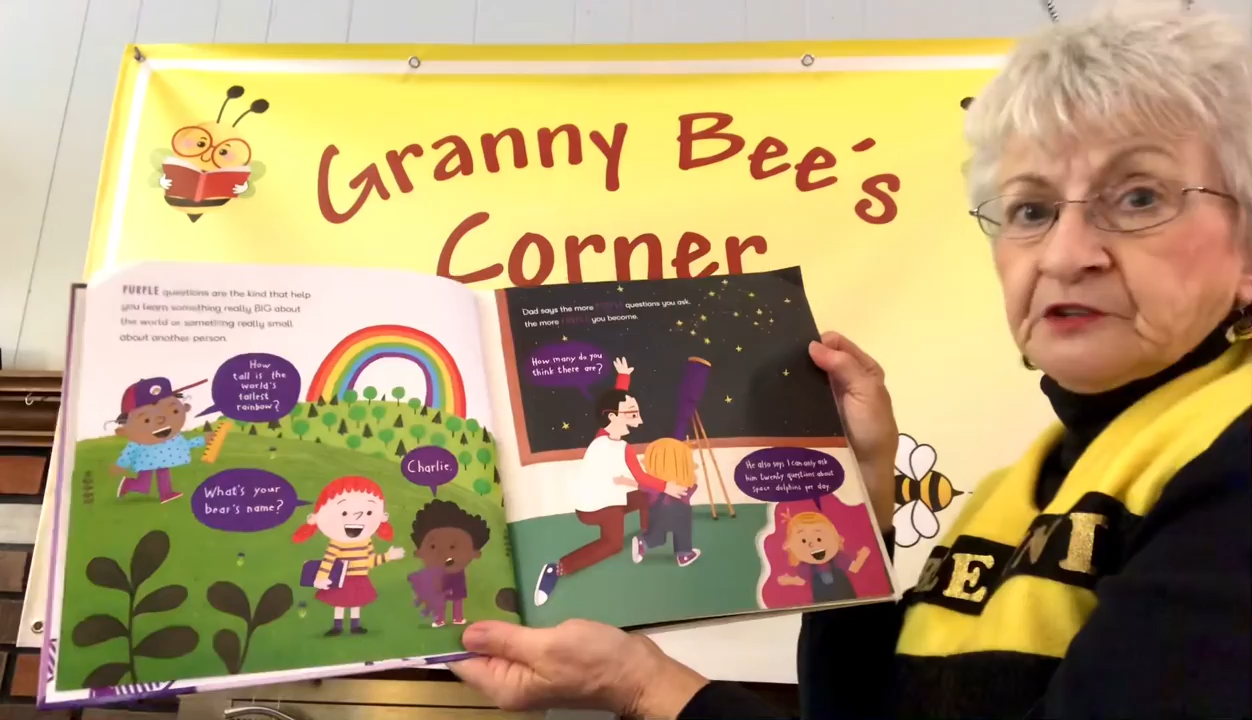 Granny Bee's
Corner
PURPLE questions are the kind that help
you learn something really BIG about
the world or something really small
about another person.
How
tall is the
world's
tallest
rainbow?
What's your
bear's name?
Charlie.
Dad says the more PURPLE questions you ask,
the more PURPLE you become.
How many do you
think there are?
He also says I can only ask
him twenty questions about
space dolphins per day.